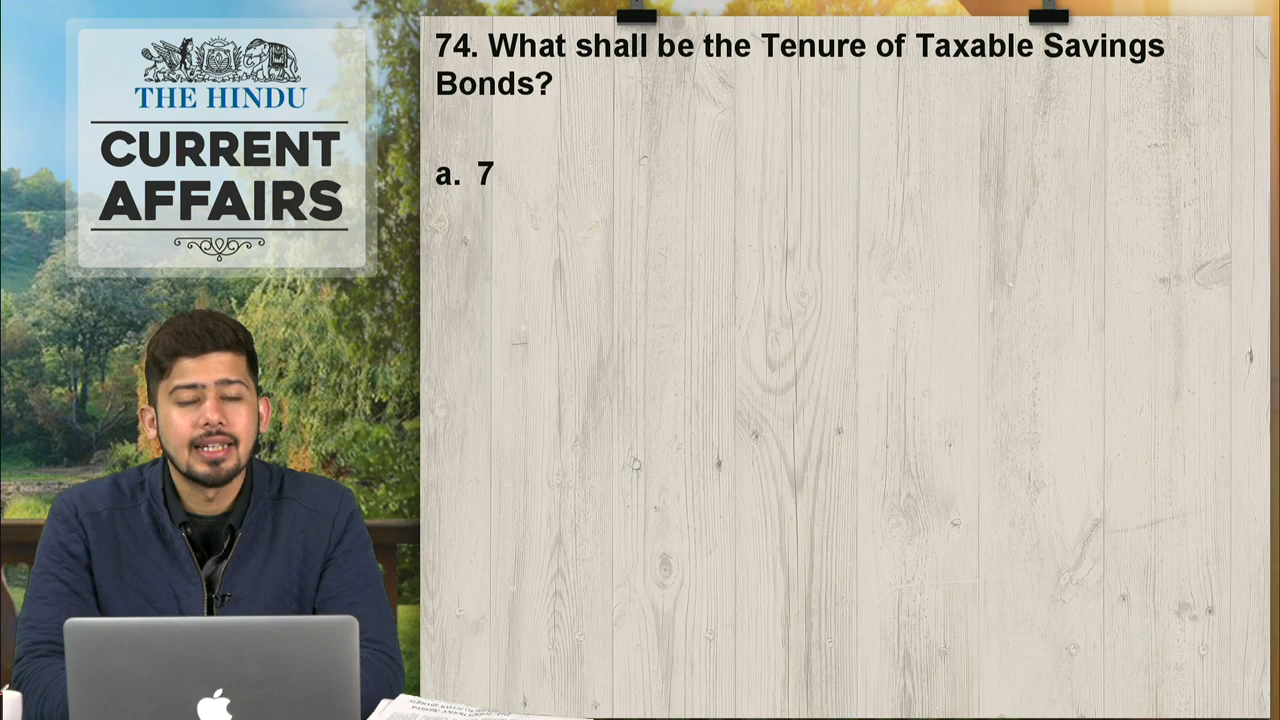 THE HINDU
CURRENT
AFFAIRS
74. What shall be the Tenure of Taxable Savings
Bonds?
a. 7